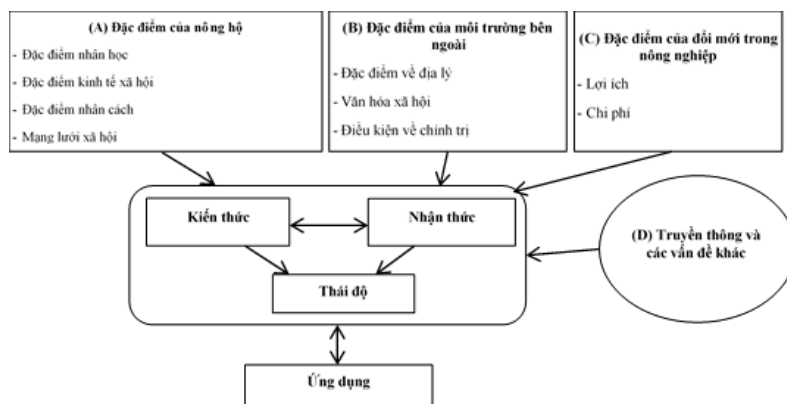 (A) Đặc điểm của nông hộ
- Đặc điểm nhân học
- Đặc điểm kinh tế xã hội
- Đặc điểm nhân cách
- Mạng lưới xã hội
(B) Đặc điểm của môi trường bên
ngoài
- Đặc điểm về địa lý
- Văn hóa xã hội
- Điều kiện về chính trị
(C) Đặc điểm của đổi mới trong
nông nghiệp
- Lợi ích
- Chi phí
Kiến thức
Nhận thức
Thái độ
(D) Truyền thông và
các vấn đề khác
Ứng dụng